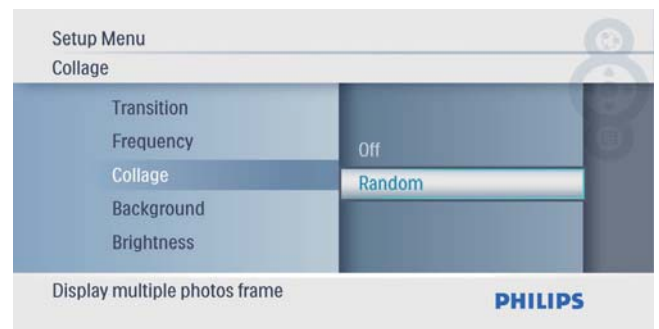 Setup Menu
Collage
Transition
Frequency
Collage
Background
Brightness
Off
Random
Display multiple photos frame
PHILIPS